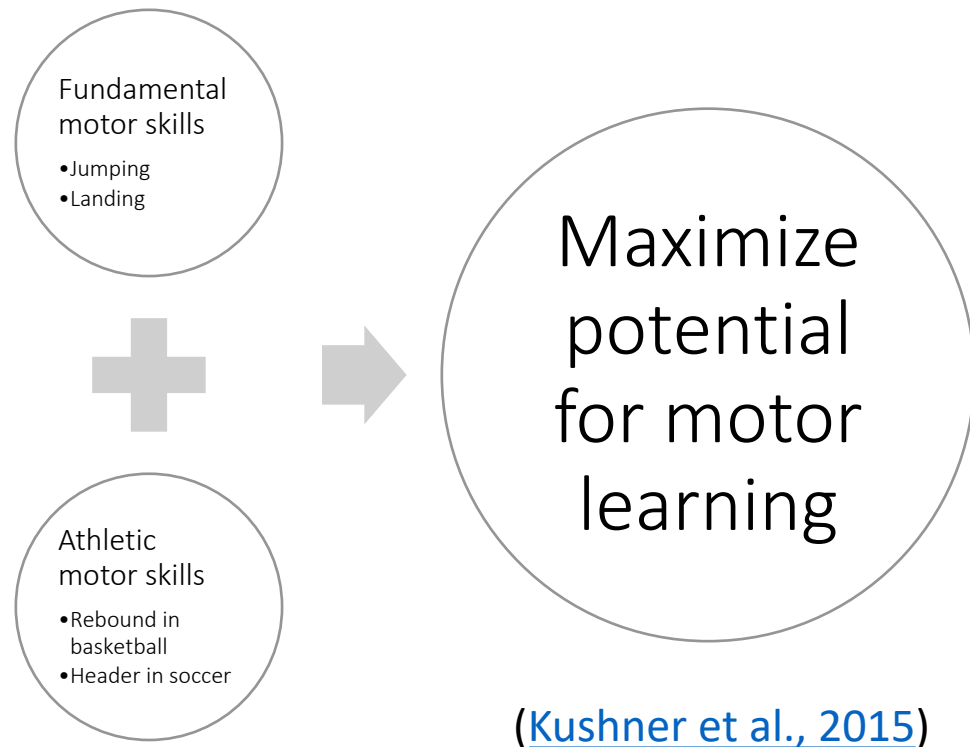 Fundamental
motor skills
•Jumping
•Landing
Athletic
motor skills
•Rebound in
basketball
•Header in soccer
Maximize
potential
for motor
learning
(Kushner et al., 2015)